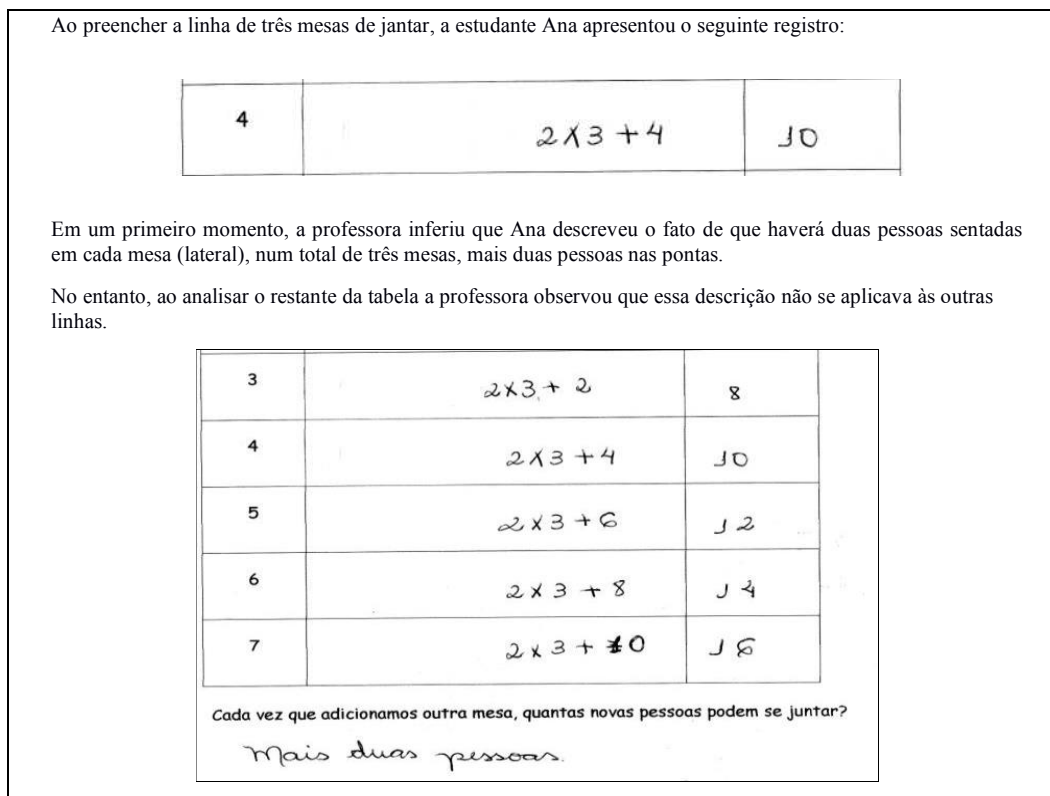 Ao preencher a linha de três mesas de jantar, a estudante Ana apresentou o seguinte registro:
4 2x3 + 4 10
Em um primeiro momento, a professora inferiu que Ana descreveu o fato de que haverá duas pessoas sentadas
em cada mesa (lateral), num total de três mesas, mais duas pessoas nas pontas.
No entanto, ao analisar o restante da tabela a professora observou que essa descrição não se aplicava às outras
linhas.
3 2x3 + 2 8
4 2x3 + 4 10
5 2x3 + 6 12
6 2x3 + 8 14
7 2x3 + 10 16
Cada vez que adicionamos outra mesa, quantas novas pessoas podem se juntar?
Mais duas pessoas.